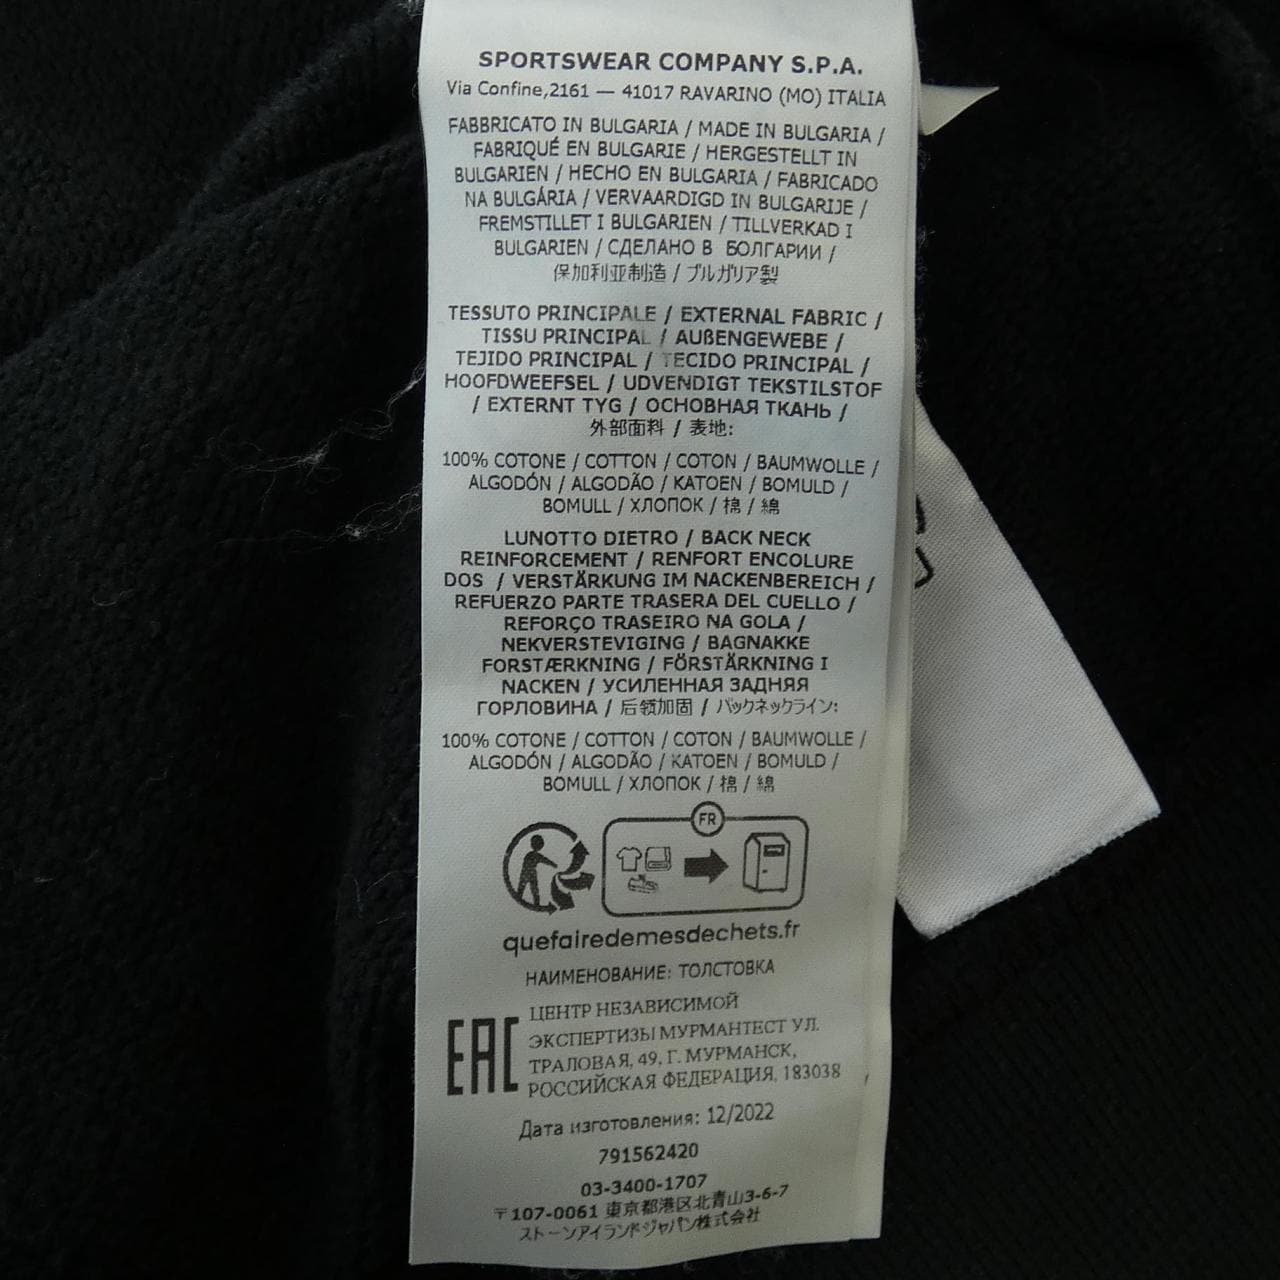 SPORTSWEAR COMPANY S.P.A.
Via Confine,2161 — 41017 RAVARINO (MO) ITALIA
FABBRICATO IN BULGARIA / MADE IN BULGARIA /
FABRIQUÉ EN BULGARIE / HERGESTELLT IN
BULGARIEN / HECHO EN BULGARIA / FABRICADO
NA BULGÁRIA / VERVAARDIGD IN BULGARIJE /
FREMSTILLET I BULGARIEN / TILLVERKAD I
BULGARIEN / СДЕЛАНО В БОЛГАРИИ /
保加利亚制造 / ブルガリア製
TESSUTO PRINCIPALE / EXTERNAL FABRIC /
TISSU PRINCIPAL / AUßENGEWEBE /
TEJIDO PRINCIPAL / TECIDO PRINCIPAL /
HOOFDWEEFSEL / UDVENDIGT TEKSTILSTOF
/ EXTERNT TYG / ОСНОВНАЯ ТКАНЬ /
外部面料 / 表地:
100% COTONE / COTTON / COTON / BAUMWOLLE /
ALGODÓN / ALGODÃO / KATOEN / BOMULD /
BOMULL / ХЛОПОК / 棉 / 綿
LUNOTTO DIETRO / BACK NECK
REINFORCEMENT / RENFORT ENCOLURE
DOS / VERSTÄRKUNG IM NACKENBEREICH /
REFUERZO PARTE TRASERA DEL CUELLO /
REFORÇO TRASEIRO NA GOLA /
NEKVERSTEVIGING / BAGNAKKE
FORSTÆRKNING / FÖRSTÄRKNING I
NACKEN / УСИЛЕННАЯ ЗАДНЯЯ
ГОРЛОВИНА / 后领加固 / バックネックライン:
100% COTONE / COTTON / COTON / BAUMWOLLE /
ALGODÓN / ALGODÃO / KATOEN / BOMULD /
BOMULL / ХЛОПОК / 棉 / 綿
FR
quefairedemesdechets.fr
НАИМЕНОВАНИЕ: ТОЛСТОВКА
EAC
ЦЕНТР НЕЗАВИСИМОЙ
ЭКСПЕРТИЗЫ МУРМАНТЕСТ УЛ.
ТРАЛОВАЯ, 49, Г. МУРМАНСК,
РОССИЙСКАЯ ФЕДЕРАЦИЯ, 183038
Дата изготовления: 12/2022
791562420
03-3400-1707
〒107-0061 東京都港区北青山3-6-7
ストーンアイランドジャパン株式会社